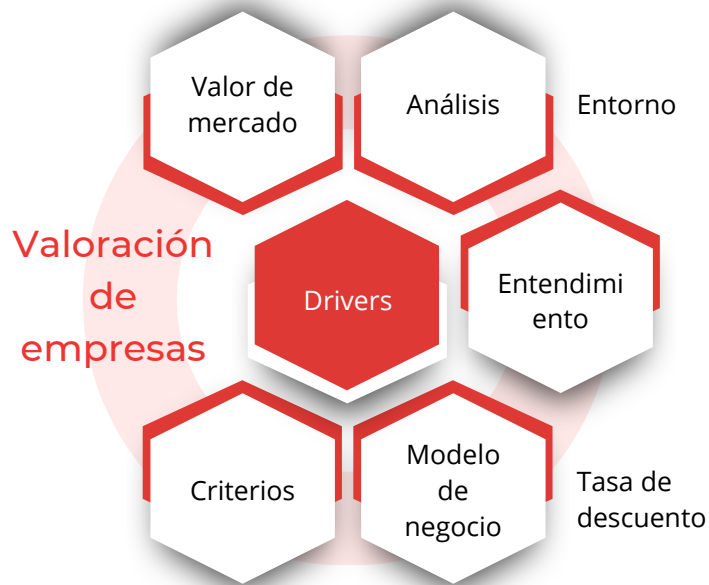 Valor de
mercado
Análisis
Entorno
Valoración
de
empresas
Drivers
Entendimi
ento
Criterios
Modelo
de
negocio
Tasa de
descuento